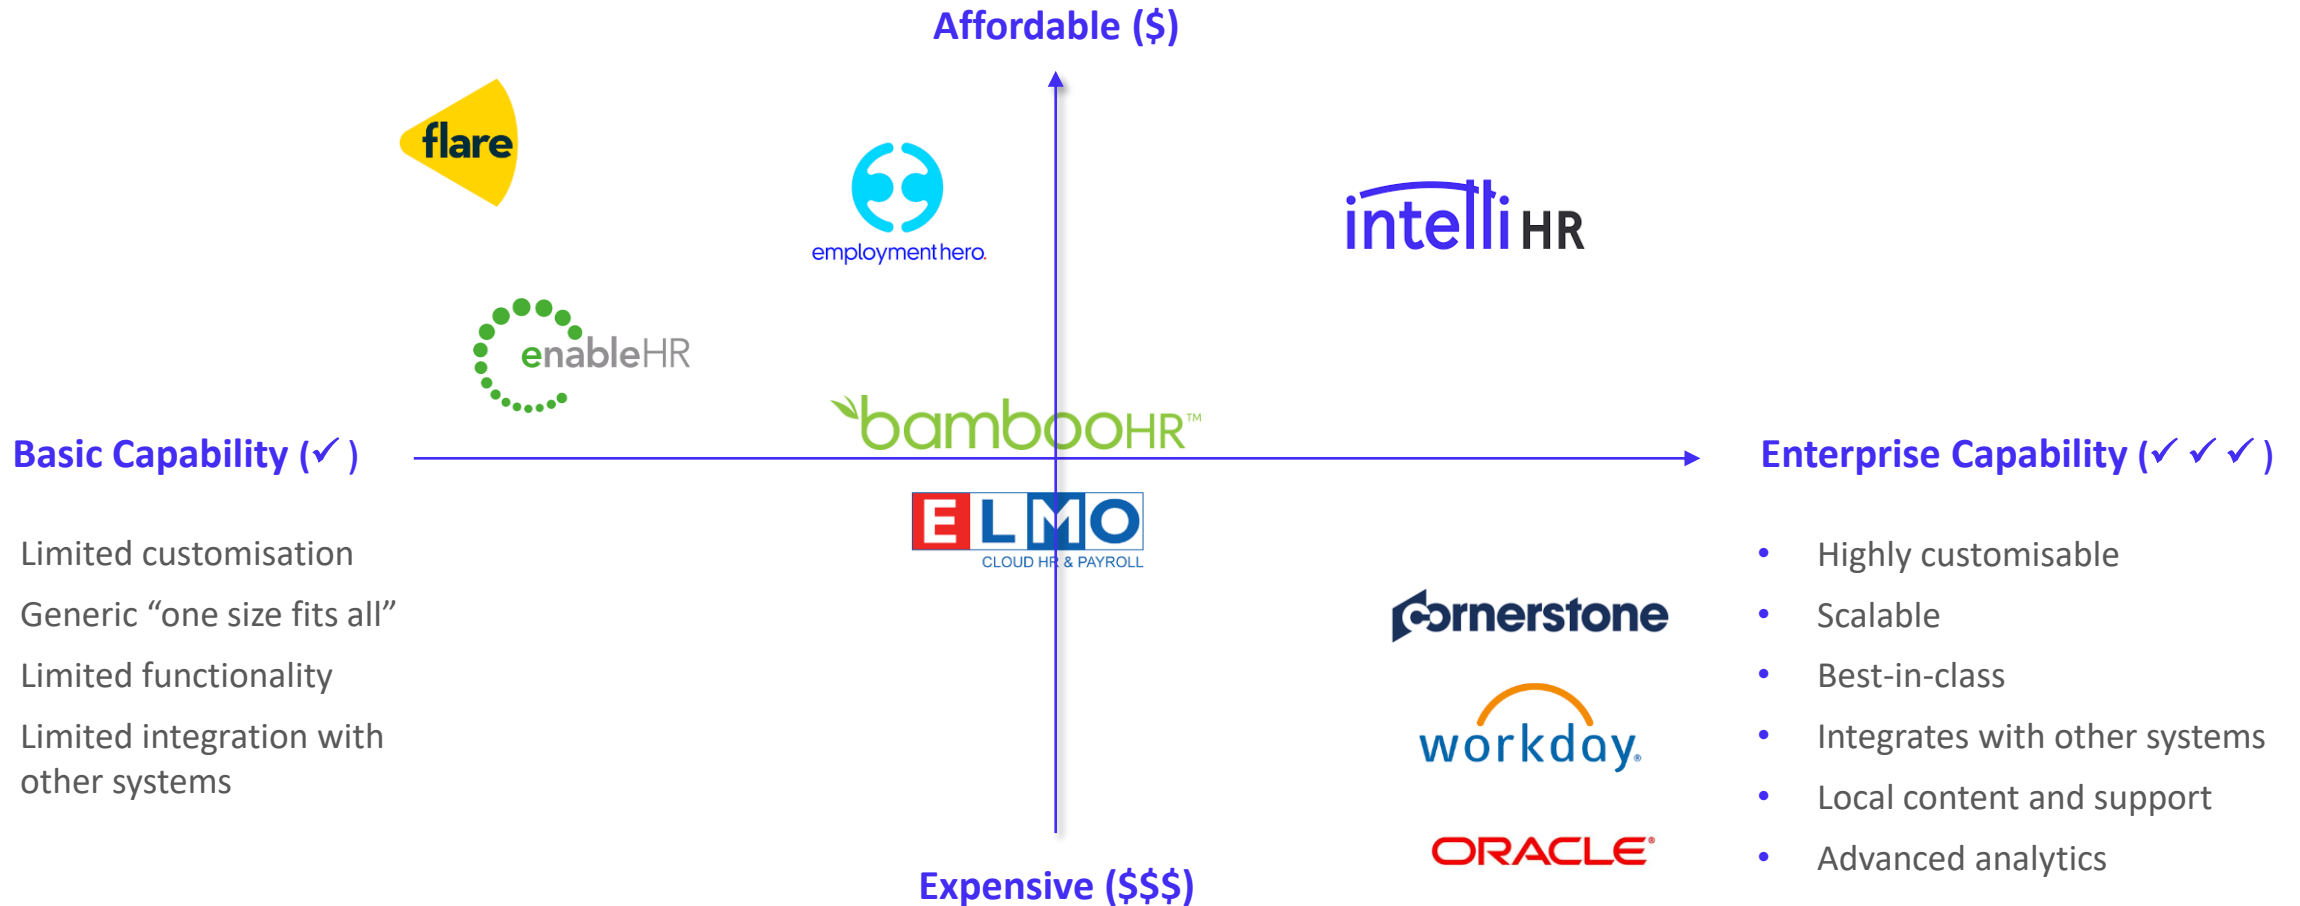 Affordable ($)
flare
employmenthero.
intelliHR
enableHR
bambooHR™
Basic Capability (✓ )
Enterprise Capability (✓ ✓ ✓ )
ELMO
CLOUD HR & PAYROLL
Limited customisation
Generic “one size fits all”
Limited functionality
Limited integration with
other systems
cornerstone
workday®
ORACLE®
• Highly customisable
• Scalable
• Best-in-class
• Integrates with other systems
• Local content and support
• Advanced analytics
Expensive ($$$)